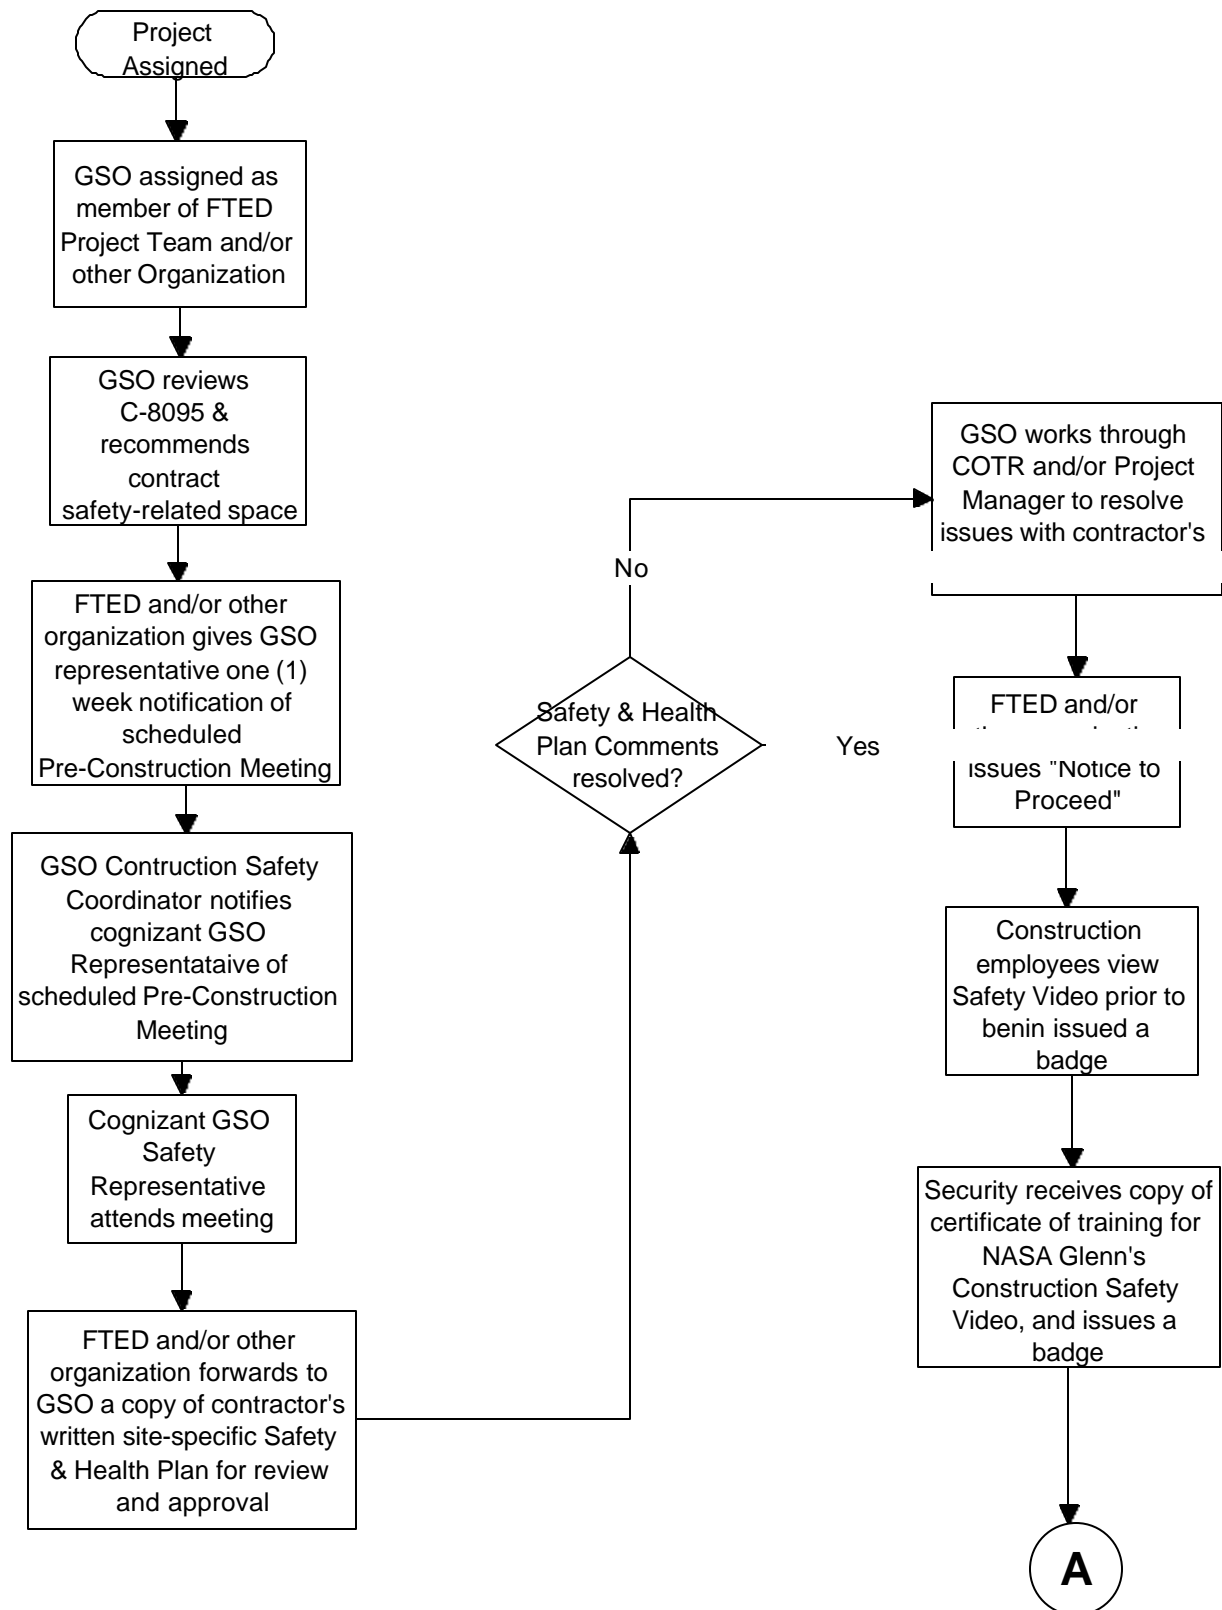 Project
Assigned
GSO assigned as
member of FTED
Project Team and/or
other Organization
GSO reviews
C-8095 &
recommends
contract
safety-related space
FTED and/or other
organization gives GSO
representative one (1)
week notification of
scheduled
Pre-Construction Meeting
GSO Contruction Safety
Coordinator notifies
cognizant GSO
Representataive of
scheduled Pre-Construction
Meeting
Cognizant GSO
Safety
Representative
attends meeting
FTED and/or other
organization forwards to
GSO a copy of contractor's
written site-specific Safety
& Health Plan for review
and approval
Safety & Health
Plan Comments
resolved?
No
Yes
GSO works through
COTR and/or Project
Manager to resolve
issues with contractor's
FTED and/or
issues "Notice to
Proceed"
Construction
employees view
Safety Video prior to
benin issued a
badge
Security receives copy of
certificate of training for
NASA Glenn's
Construction Safety
Video, and issues a
badge
A